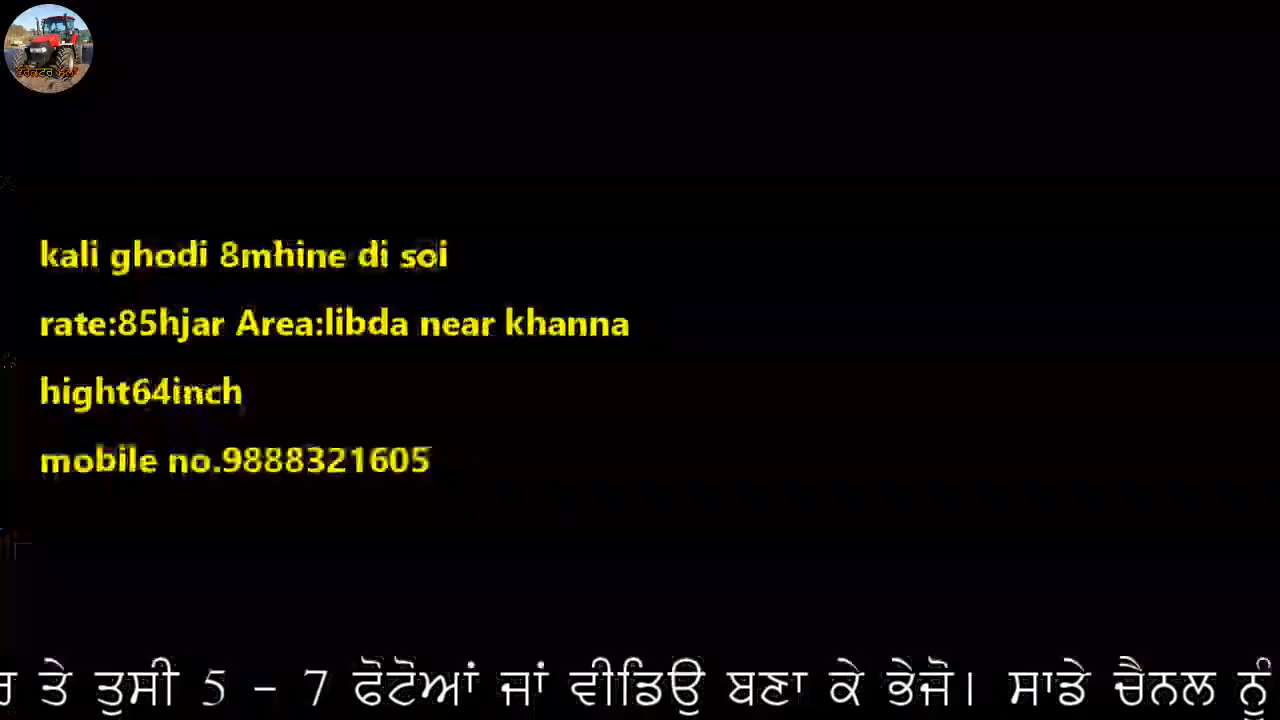 kali ghodi 8mhine di soi
rate:85hjar Area:libda near khanna
hight64inch
mobile no.9888321605
ਤੇ ਤੁਸੀ 5 - 7 ਫੋਟੋਆਂ ਜਾਂ ਵੀਡਿਉ ਬਣਾ ਕੇ ਭੇਜੋ। ਸਾਡੇ ਚੈਨਲ ਨੂੰ